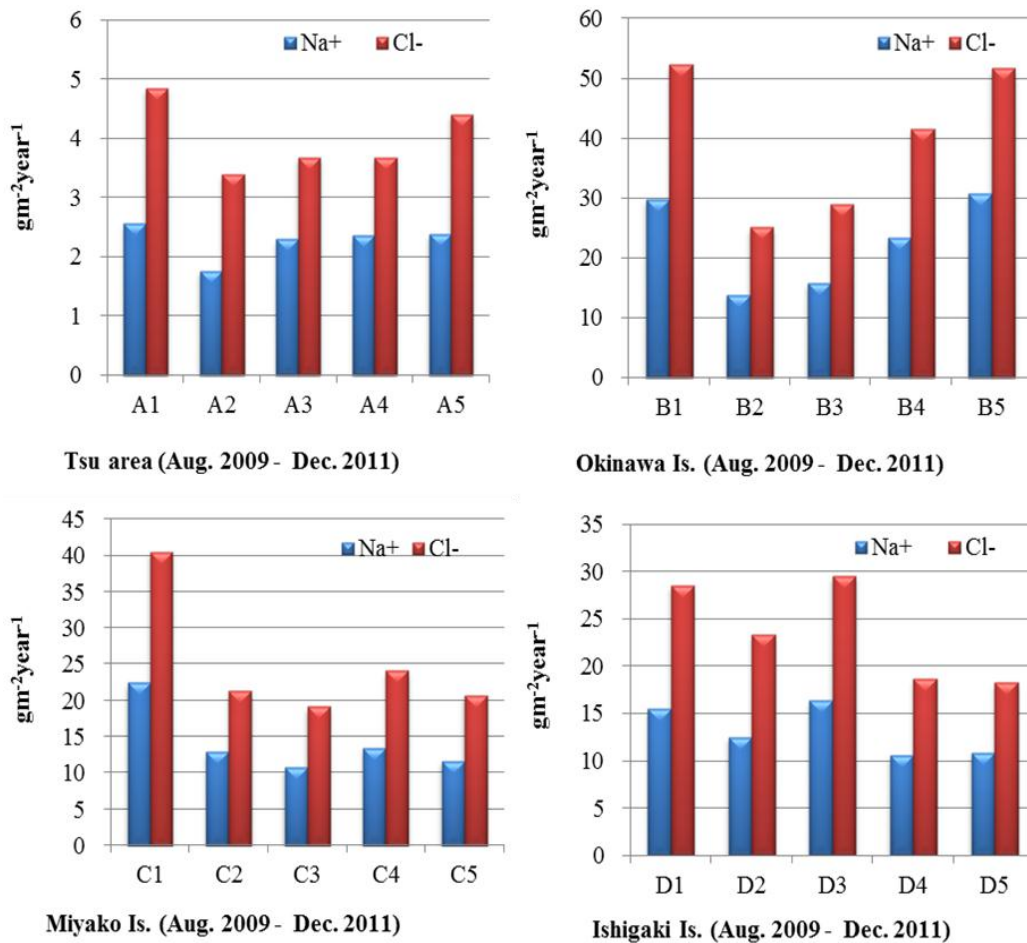 6
5
4
3
2
1
0
gm-2year-1
Na+ Cl-
A1 A2 A3 A4 A5
Tsu area (Aug. 2009 - Dec. 2011)
60
50
40
30
20
10
0
gm-2year-1
Na+ Cl-
B1 B2 B3 B4 B5
Okinawa Is. (Aug. 2009 - Dec. 2011)
45
40
35
30
25
20
15
10
5
0
gm-2year-1
Na+ Cl-
C1 C2 C3 C4 C5
Miyako Is. (Aug. 2009 - Dec. 2011)
35
30
25
20
15
10
5
0
gm-2year-1
Na+ Cl-
D1 D2 D3 D4 D5
Ishigaki Is. (Aug. 2009 - Dec. 2011)